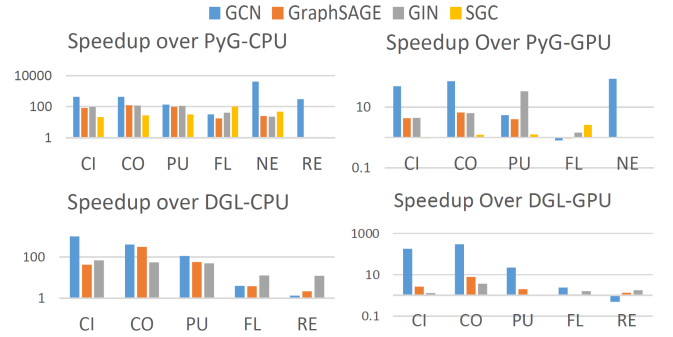 GCN GraphSAGE GIN SGC
Speedup over PyG-CPU
10000
100
1
CI CO PU FL NE RE
Speedup Over PyG-GPU
10
0.1
CI CO PU FL NE
Speedup over DGL-CPU
100
1
CI CO PU FL RE
Speedup Over DGL-GPU
1000
10
0.1
CI CO PU FL RE